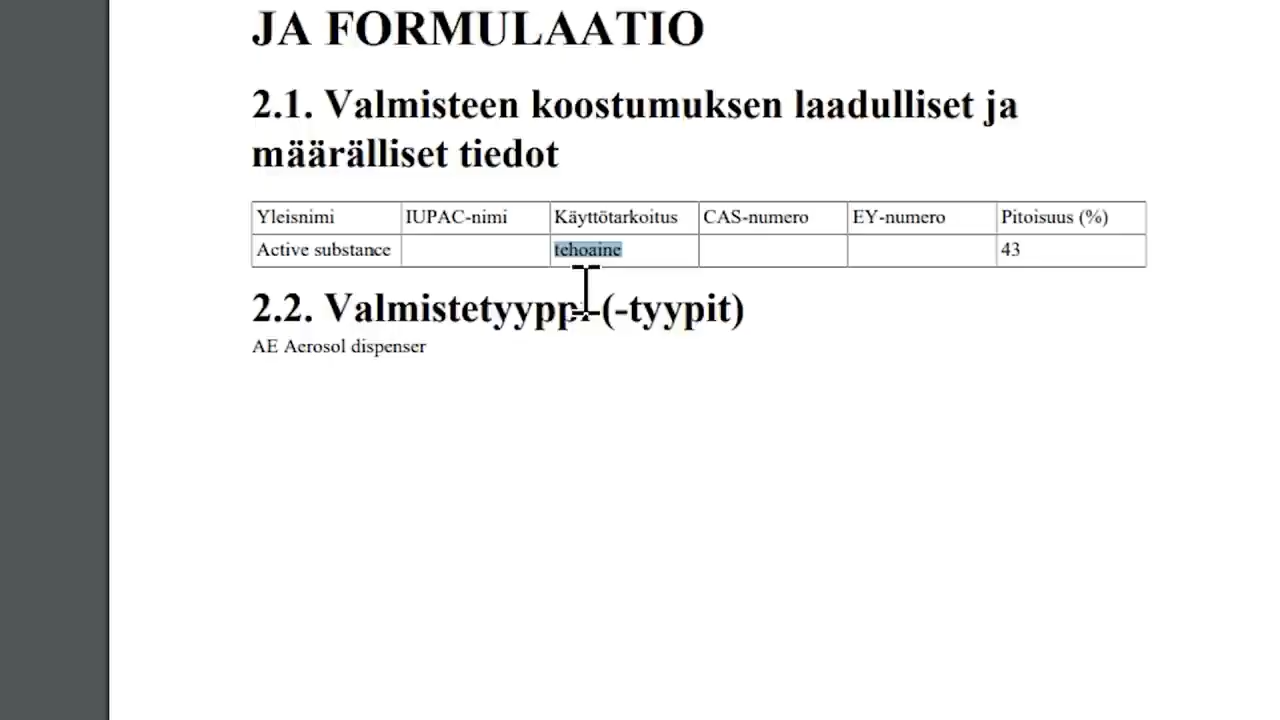 JA FORMULAATIO
2.1. Valmisteen koostumuksen laadulliset ja
määrälliset tiedot
Yleisnimi IUPAC-nimi Käyttötarkoitus CAS-numero EY-numero Pitoisuus (%)
Active substance tehoaine 43
2.2. Valmistetyyppi (-tyypit)
AE Aerosol dispenser